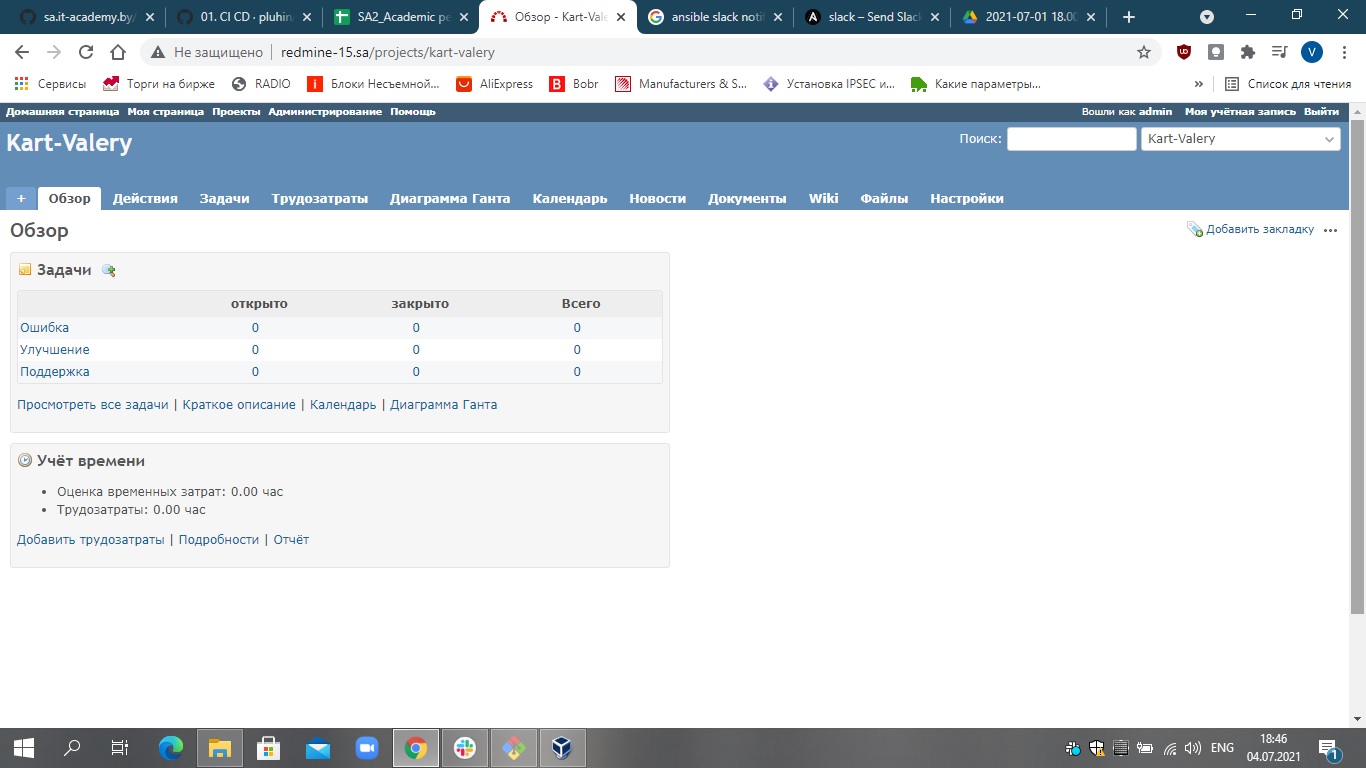 sa.it-academy.by/
01. CI CD · pluhin
SA2_Academic pe
Обзор - Kart-Vale
ansible slack noti
slack – Send Slac
2021-07-01 18.00
Не защищено redmine-15.sa/projects/kart-valery
V
Сервисы Торги на бирже RADIO Блоки Несъемной... AliExpress Bobr Manufacturers & S... Установка IPSEC и... Какие параметры... » Список для чтения
Домашняя страница Моя страница Проекты Администрирование Помощь Вошли как admin Моя учётная запись Выйти
Kart-Valery Поиск: Kart-Valery
+ Обзор Действия Задачи Трудозатраты Диаграмма Ганта Календарь Новости Документы Wiki Файлы Настройки
Обзор Добавить закладку ...
Задачи
открыто закрыто Всего
Ошибка 0 0 0
Улучшение 0 0 0
Поддержка 0 0 0
Просмотреть все задачи | Краткое описание | Календарь | Диаграмма Ганта
Учёт времени
• Оценка временных затрат: 0.00 час
• Трудозатраты: 0.00 час
Добавить трудозатраты | Подробности | Отчёт
ENG
18:46
04.07.2021
1